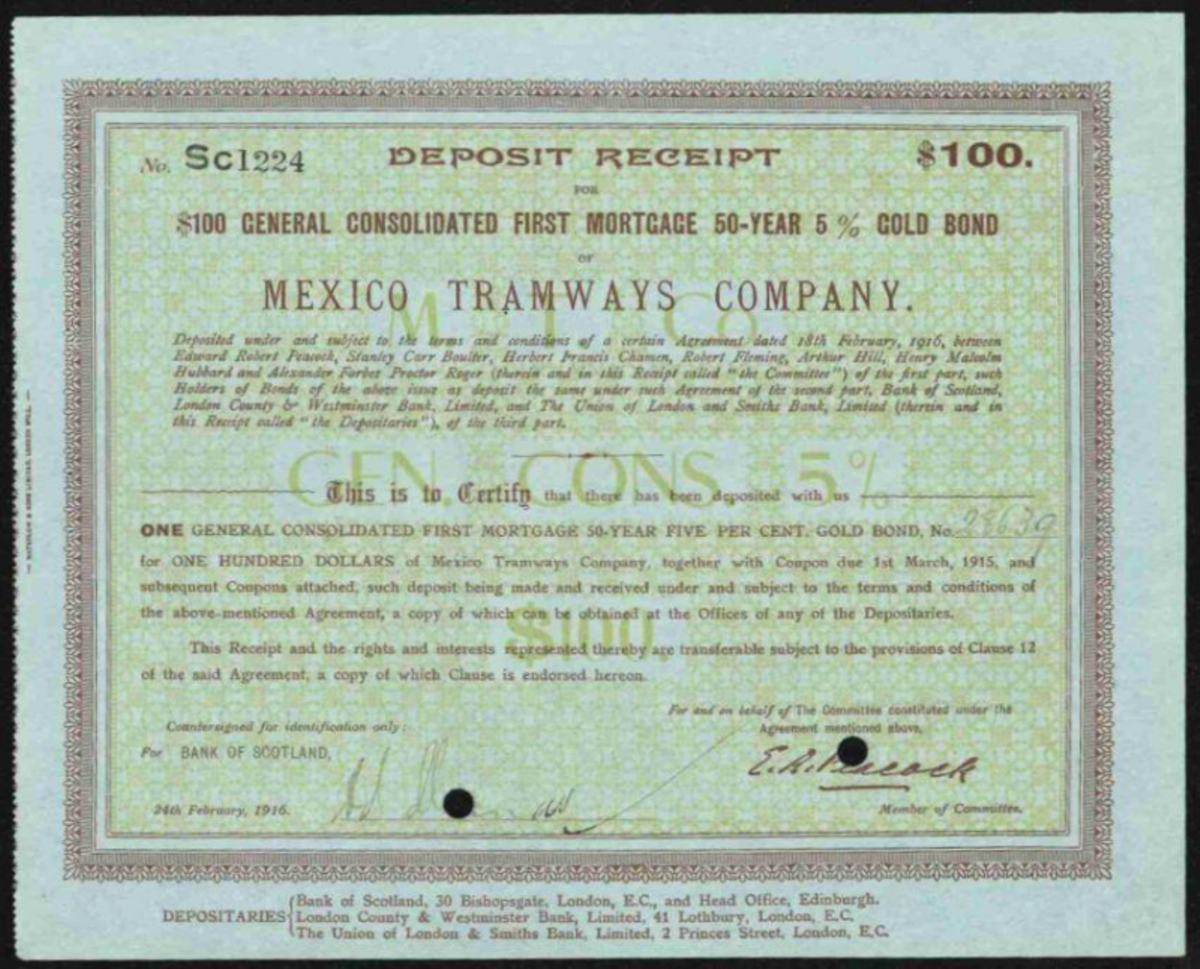 No. Sc1224 DEPOSIT RECEIPT $100.
FOR
$100 GENERAL CONSOLIDATED FIRST MORTGAGE 50-YEAR 5% GOLD BOND
OF
MEXICO TRAMWAYS COMPANY.
M T Co
Deposited under and subject to the terms and conditions of a certain Agreement dated 18th February, 1916, between
Edward Robert Peacock, Stanley Carr Boulter, Herbert Francis Chamen, Robert Fleming, Arthur Hill, Henry Malcolm
Hubbard and Alexander Forbes Proctor Roger (therein and in this Receipt called "the Committee") of the first part, such
Holders of Bonds of the above issue as deposit the same under such Agreement of the second part, Bank of Scotland,
London County & Westminster Bank, Limited, and The Union of London and Smiths Bank, Limited (therein and in
this Receipt called "the Depositaries"), of the third part.
GEN. CONS. 5%
This is to Certify that there has been deposited with us
ONE GENERAL CONSOLIDATED FIRST MORTGAGE 50-YEAR FIVE PER CENT. GOLD BOND, No. 28639
for ONE HUNDRED DOLLARS of Mexico Tramways Company, together with Coupon due 1st March, 1915, and
subsequent Coupons attached, such deposit being made and received under and subject to the terms and conditions of
the above-mentioned Agreement, a copy of which can be obtained at the Offices of any of the Depositaries.
$100.
This Receipt and the rights and interests represented thereby are transferable subject to the provisions of Clause 12
of the said Agreement, a copy of which Clause is endorsed hereon.
For and on behalf of The Committee constituted under the
Agreement mentioned above,
Countersigned for identification only:
For BANK OF SCOTLAND,
E.R. Peacock
24th February, 1916.
Member of Committee.
DEPOSITARIES
Bank of Scotland, 30 Bishopsgate, London, E.C., and Head Office, Edinburgh.
London County & Westminster Bank, Limited, 41 Lothbury, London, E.C.
The Union of London & Smiths Bank, Limited, 2 Princes Street, London, E.C.